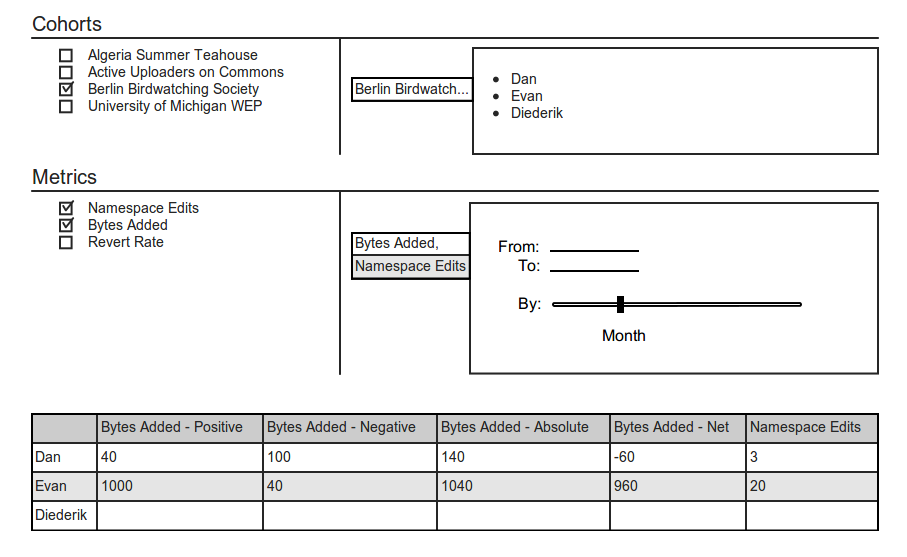 Cohorts
Algeria Summer Teahouse
Active Uploaders on Commons
Berlin Birdwatching Society
University of Michigan WEP
Berlin Birdwatch...
Dan
Evan
Diederik
Metrics
Namespace Edits
Bytes Added
Revert Rate
Bytes Added,
Namespace Edits
From:
To:
By:
Month
Bytes Added - Positive Bytes Added - Negative Bytes Added - Absolute Bytes Added - Net Namespace Edits
Dan 40 100 140 -60 3
Evan 1000 40 1040 960 20
Diederik